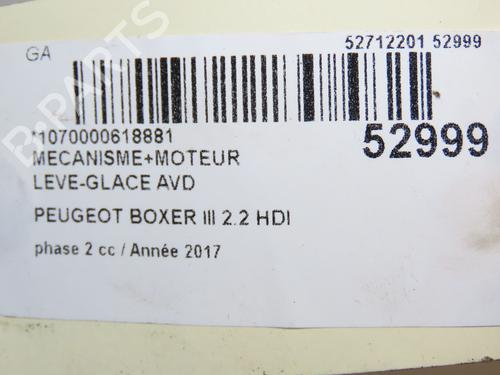 GA
52712201 52999
*1070000618881
52999
MECANISME+MOTEUR
LEVE-GLACE AVD
PEUGEOT BOXER III 2.2 HDI
phase 2 cc / Année 2017
B-PARTS